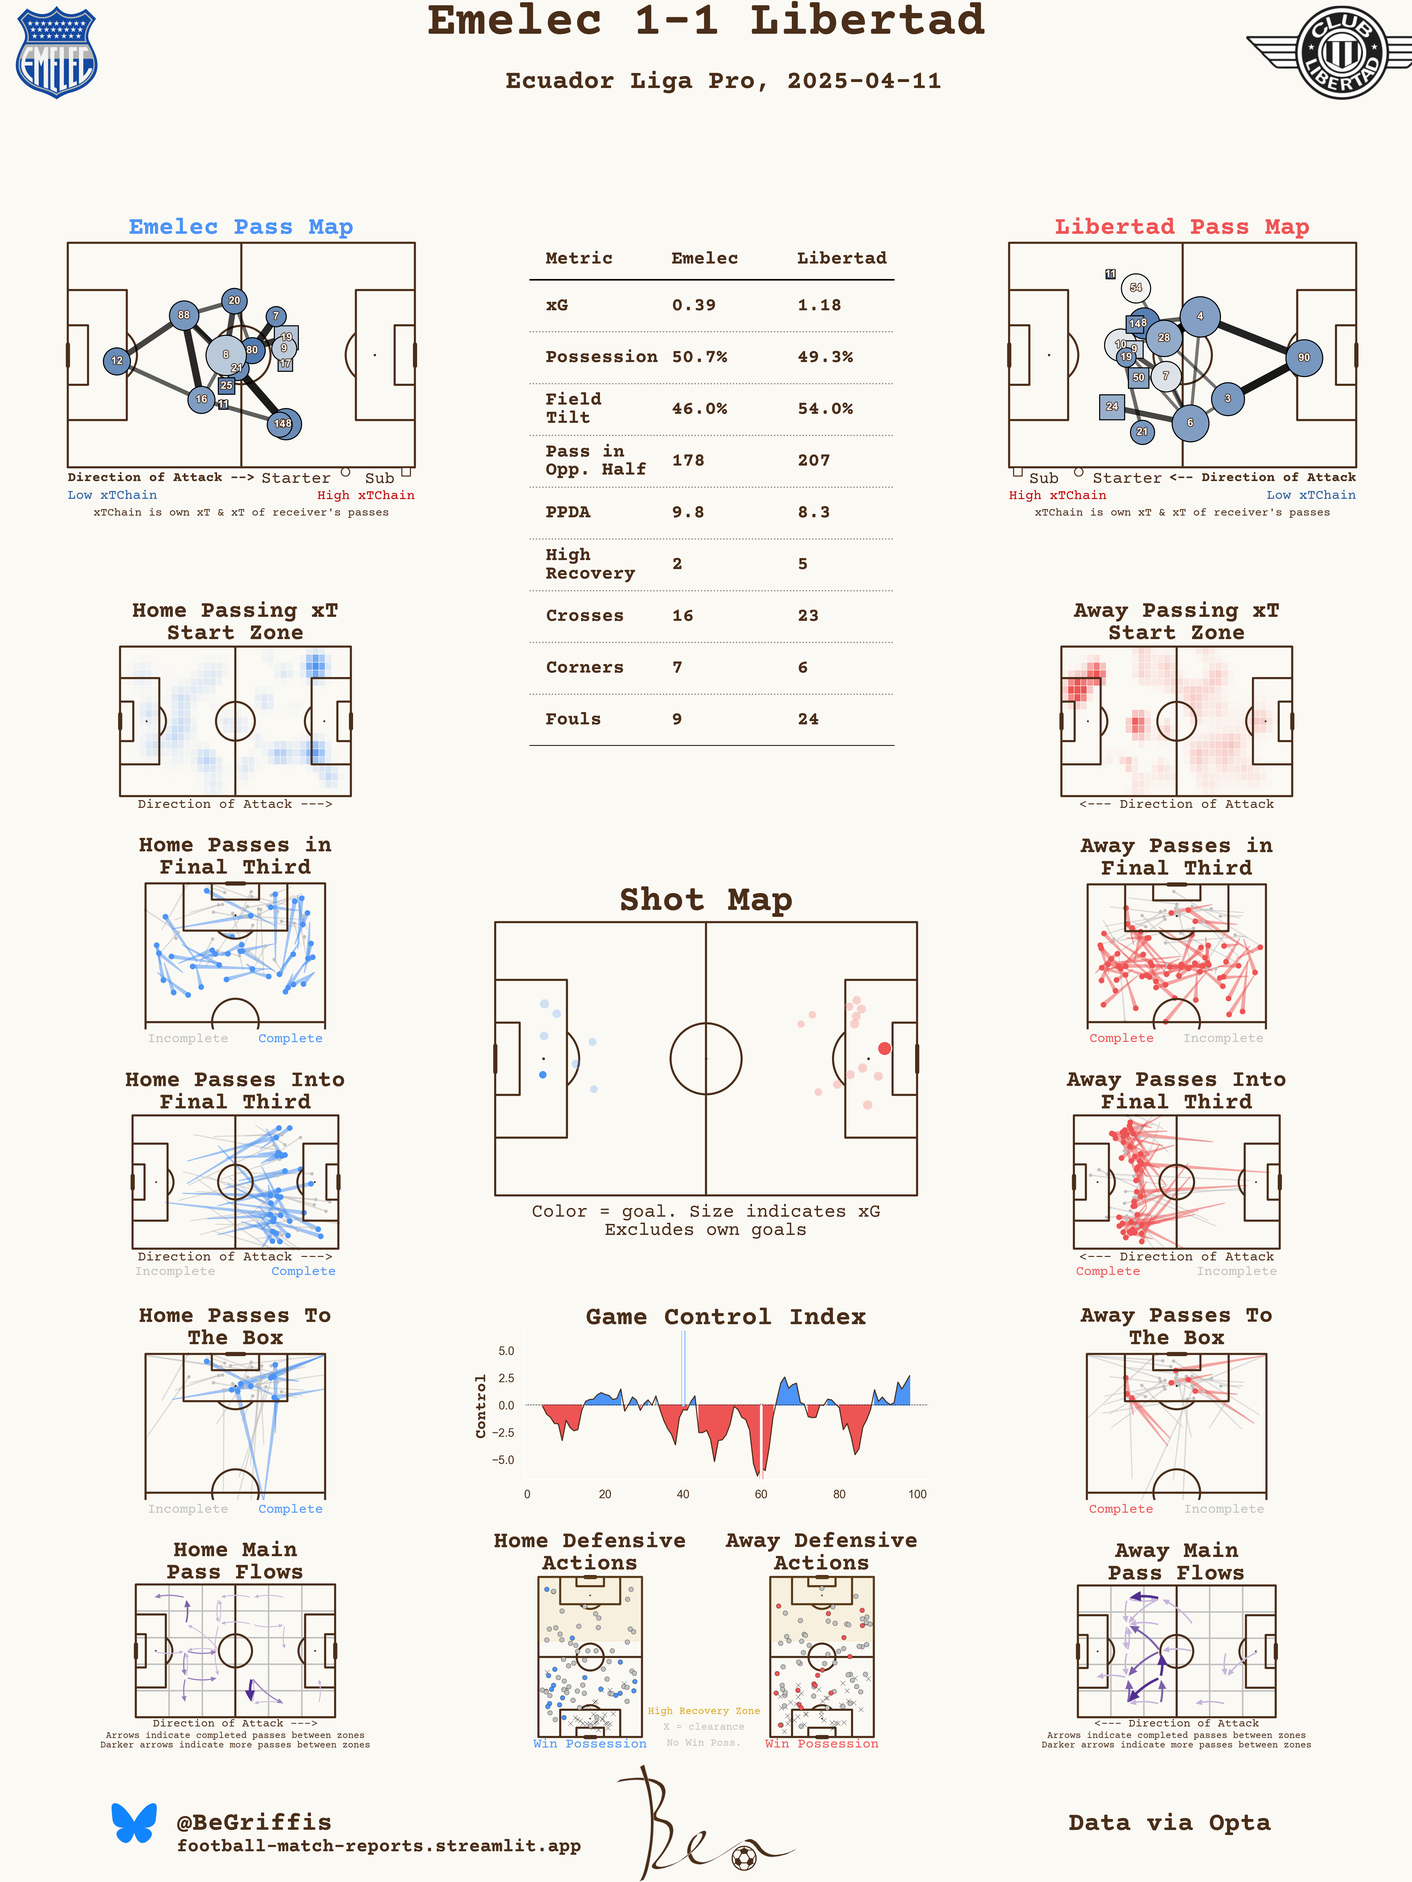 Emelec 1-1 Libertad
Ecuador Liga Pro, 2025-04-11
EMELEC
CLUB
LIBERTAD
Emelec Pass Map
12
88
20
7
19
9
17
80
8
21
25
16
11
148
Direction of Attack --> Starter Sub
Low xTChain High xTChain
xTChain is own xT & xT of receiver's passes
Metric Emelec Libertad
xG 0.39 1.18
Possession 50.7% 49.3%
Field
Tilt 46.0% 54.0%
Pass in
Opp. Half 178 207
PPDA 9.8 8.3
High
Recovery 2 5
Crosses 16 23
Corners 7 6
Fouls 9 24
Libertad Pass Map
11
54
148
4
28
10
9
19
90
50
7
24
3
6
21
Sub Starter <-- Direction of Attack
High xTChain Low xTChain
xTChain is own xT & xT of receiver's passes
Home Passing xT
Start Zone
Direction of Attack --->
Away Passing xT
Start Zone
<--- Direction of Attack
Home Passes in
Final Third
Incomplete Complete
Away Passes in
Final Third
Complete Incomplete
Shot Map
Color = goal. Size indicates xG
Excludes own goals
Home Passes Into
Final Third
Direction of Attack --->
Incomplete Complete
Away Passes Into
Final Third
<--- Direction of Attack
Complete Incomplete
Home Passes To
The Box
Incomplete Complete
Game Control Index
Control
5.0
2.5
0.0
−2.5
−5.0
0 20 40 60 80 100
Away Passes To
The Box
Complete Incomplete
Home Main
Pass Flows
Direction of Attack --->
Arrows indicate completed passes between zones
Darker arrows indicate more passes between zones
Home Defensive
Actions
Win Possession
High Recovery Zone
X = clearance
No Win Poss.
Away Defensive
Actions
Win Possession
Away Main
Pass Flows
<--- Direction of Attack
Arrows indicate completed passes between zones
Darker arrows indicate more passes between zones
@BeGriffis
football-match-reports.streamlit.app
Ben
Data via Opta